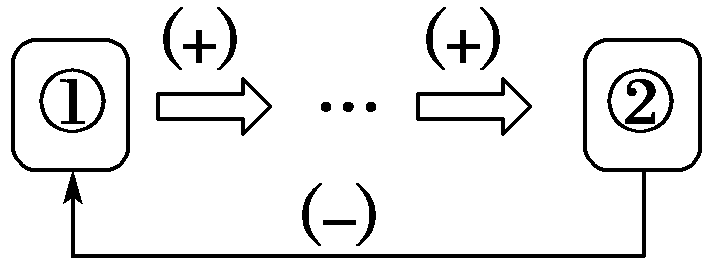 (+) (+)
① ··· ②
(−)